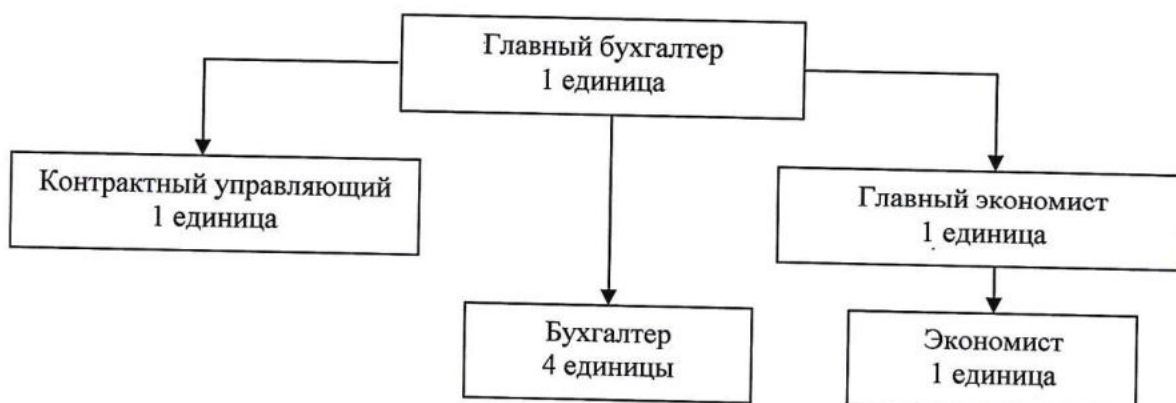 Главный бухгалтер
1 единица
Контрактный управляющий
1 единица
Главный экономист
1 единица
Бухгалтер
4 единицы
Экономист
1 единица